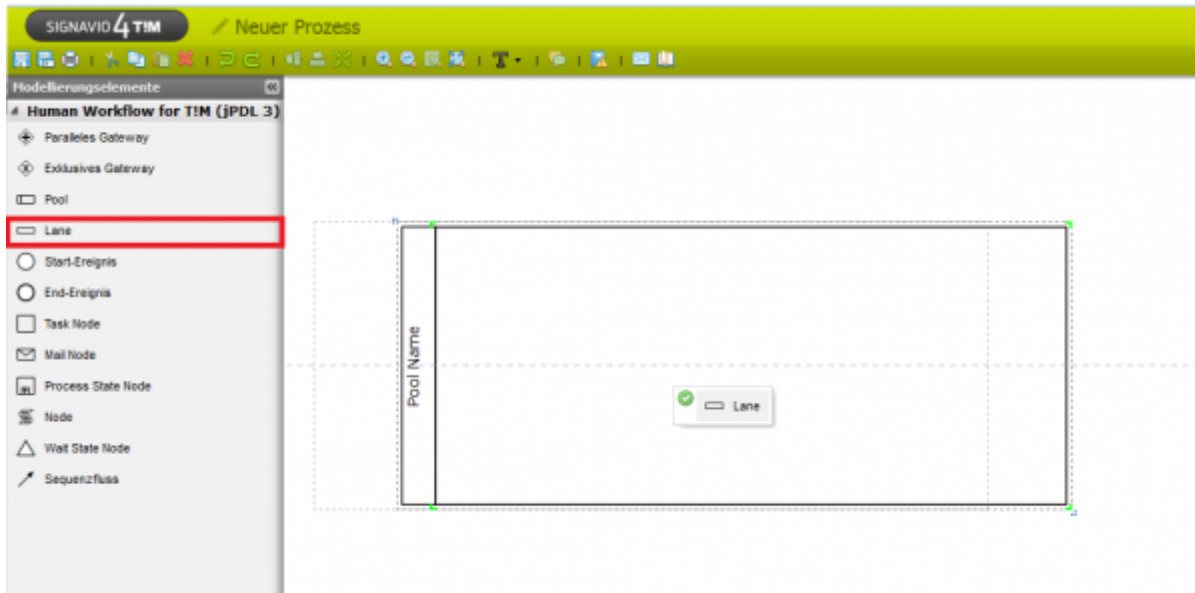 SIGNAVIO 4 T!M
Neuer Prozess
T
Modellierungselemente
Human Workflow for T!M (jPDL 3)
Paralleles Gateway
Exklusives Gateway
Pool
Lane
Start-Ereignis
End-Ereignis
Task Node
Mail Node
Process State Node
Node
Wait State Node
Sequenzfluss
Pool Name
Lane